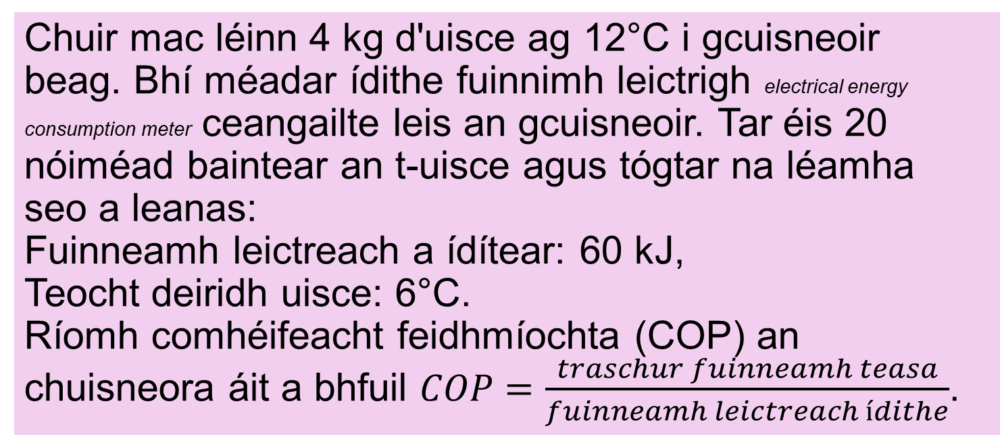 Chuir mac léinn 4 kg d'uisce ag 12°C i gcuisneoir
beag. Bhí méadar ídithe fuinnimh leictrigh electrical energy
consumption meter ceangailte leis an gcuisneoir. Tar éis 20
nóiméad baintear an t-uisce agus tógtar na léamha
seo a leanas:
Fuinneamh leictreach a ídítear: 60 kJ,
Teocht deiridh uisce: 6°C.
Ríomh comhéifeacht feidhmíochta (COP) an
chuisneora áit a bhfuil COP = traschur fuinneamh teasa / fuinneamh leictreach ídithe.